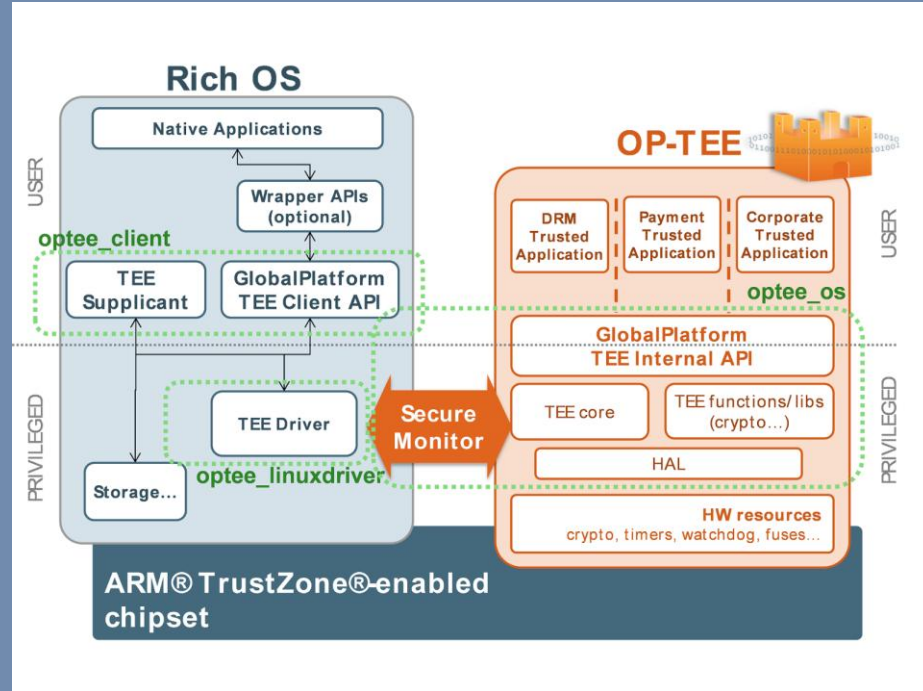 Rich OS
Native Applications
Wrapper APIs
(optional)
optee_client
TEE
Supplicant
GlobalPlatform
TEE Client API
TEE Driver
optee_linuxdriver
Storage...
USER
PRIVILEGED
Secure
Monitor
OP-TEE
DRM
Trusted
Application
Payment
Trusted
Application
Corporate
Trusted
Application
optee_os
GlobalPlatform
TEE Internal API
TEE core
TEE functions/libs
(crypto...)
HAL
HW resources
crypto, timers, watchdog, fuses...
USER
PRIVILEGED
ARM® TrustZone®-enabled
chipset